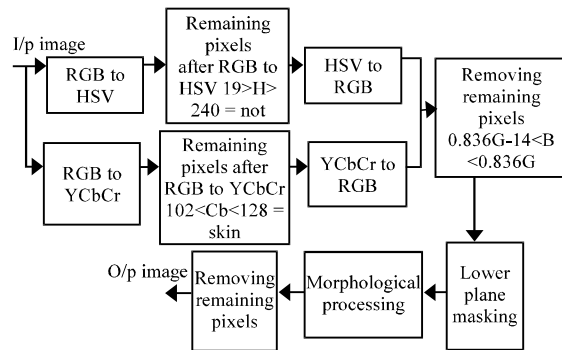 I/p image
RGB to
HSV
Remaining
pixels
after RGB to
HSV 19>H>
240 = not
HSV to
RGB
Removing
remaining
pixels
0.836G-14<B
<0.836G
RGB to
YCbCr
Remaining
pixels after
RGB to YCbCr
102<Cb<128 =
skin
YCbCr to
RGB
Lower
plane
masking
Morphological
processing
Removing
remaining
pixels
O/p image